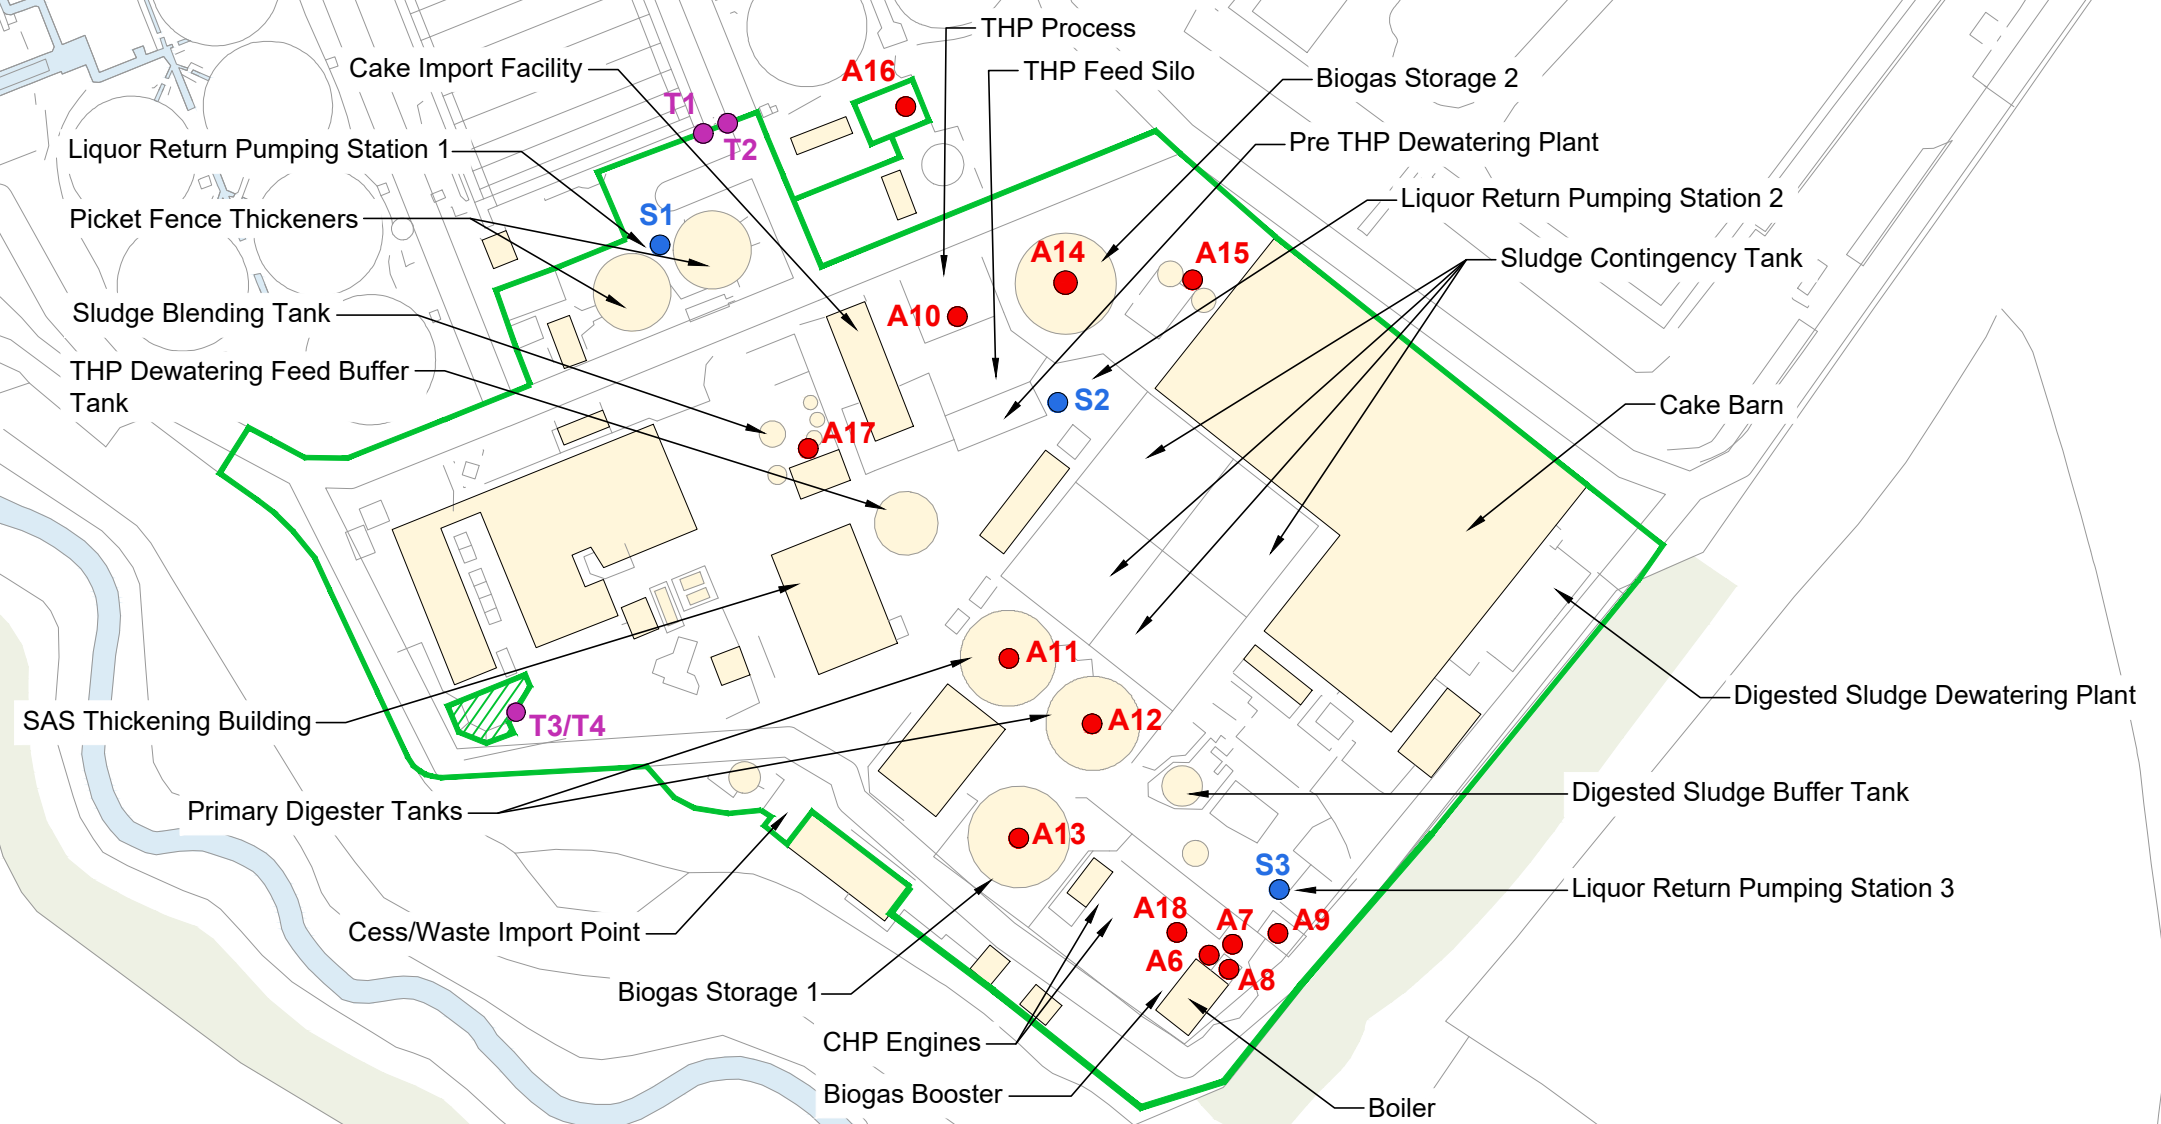 THP Process
Cake Import Facility
A16
THP Feed Silo
Biogas Storage 2
T1
T2
Liquor Return Pumping Station 1
Pre THP Dewatering Plant
Liquor Return Pumping Station 2
Picket Fence Thickeners
S1
A14
A15
Sludge Contingency Tank
Sludge Blending Tank
A10
THP Dewatering Feed Buffer
Tank
S2
Cake Barn
A17
A11
Digested Sludge Dewatering Plant
SAS Thickening Building
T3/T4
A12
Primary Digester Tanks
Digested Sludge Buffer Tank
A13
S3
Liquor Return Pumping Station 3
Cess/Waste Import Point
A18
A7
A9
A6
A8
Biogas Storage 1
CHP Engines
Biogas Booster
Boiler